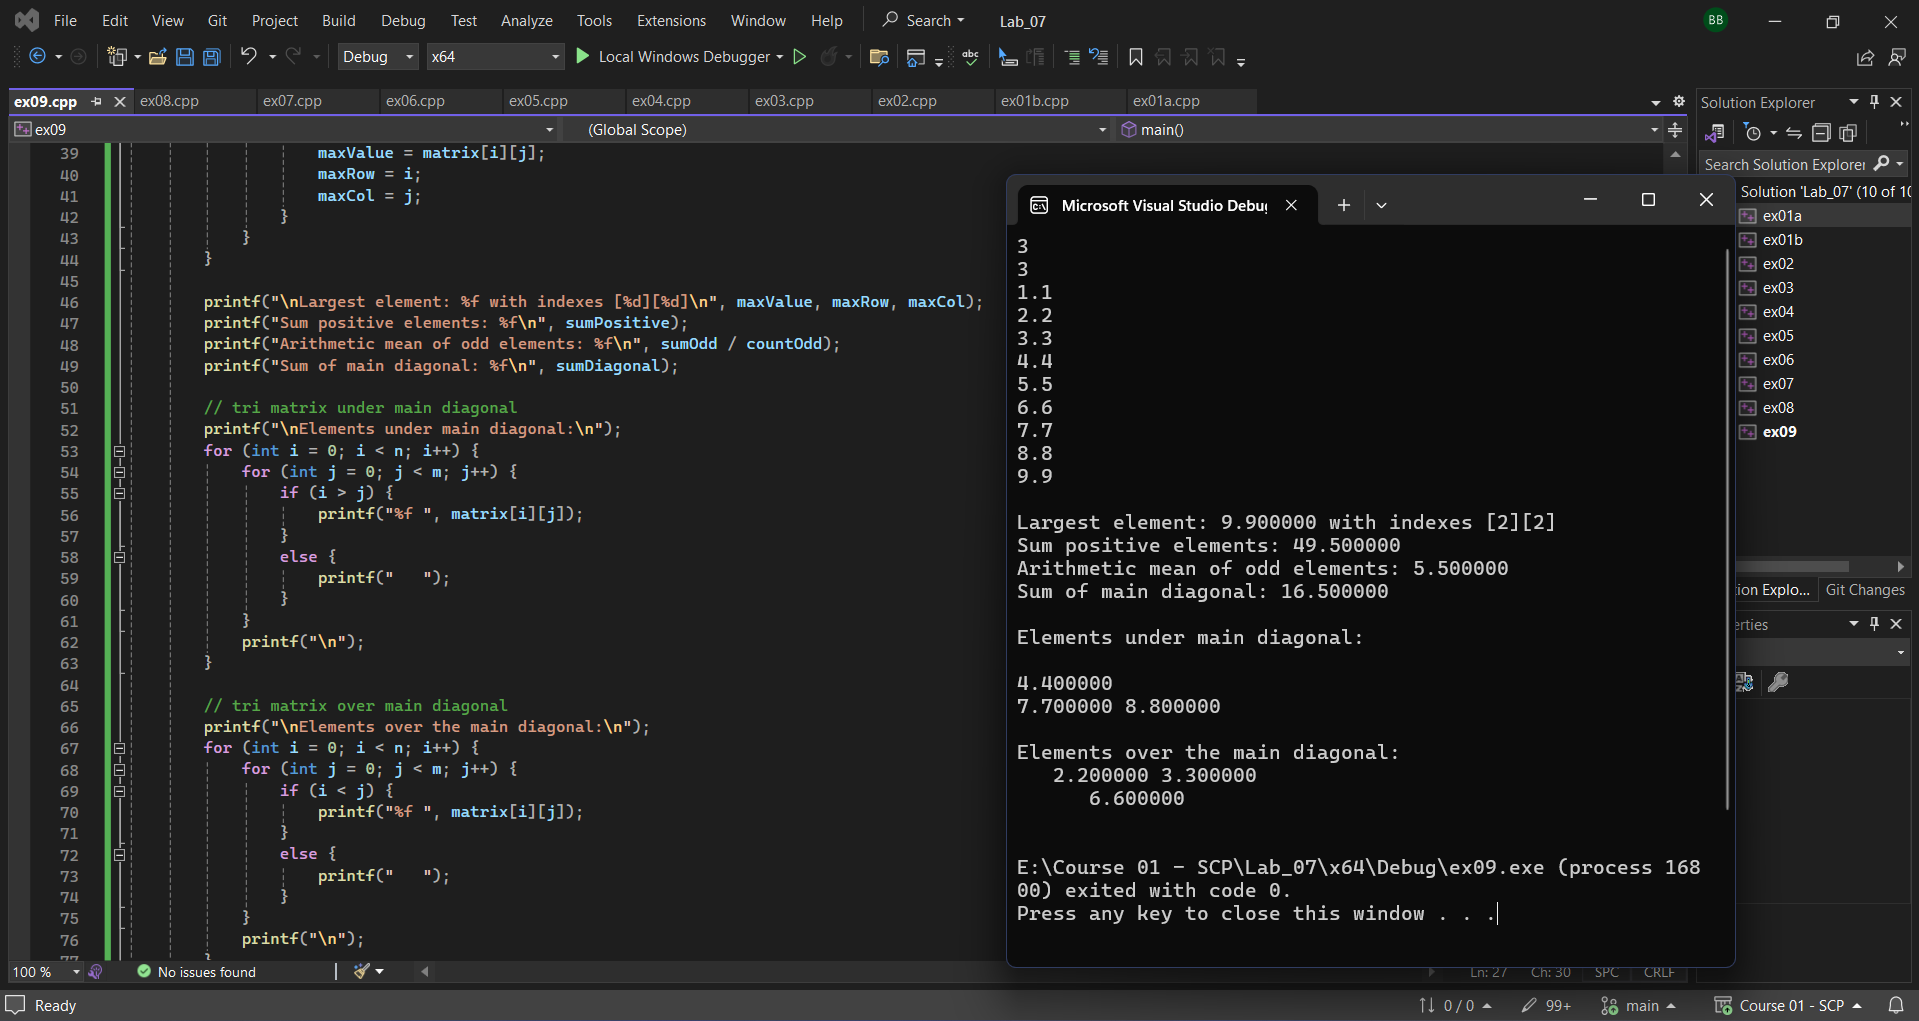 File Edit View Git Project Build Debug Test Analyze Tools Extensions Window Help Search Lab_07 BB
Debug x64 Local Windows Debugger abc
ex09.cpp ex08.cpp ex07.cpp ex06.cpp ex05.cpp ex04.cpp ex03.cpp ex02.cpp ex01b.cpp ex01a.cpp
ex09 (Global Scope) main()
39 maxValue = matrix[i][j];
40 maxRow = i;
41 maxCol = j;
42 }
43 }
44 }
45
46 printf("\nLargest element: %f with indexes [%d][%d]\n", maxValue, maxRow, maxCol);
47 printf("Sum positive elements: %f\n", sumPositive);
48 printf("Arithmetic mean of odd elements: %f\n", sumOdd / countOdd);
49 printf("Sum of main diagonal: %f\n", sumDiagonal);
50
51 // tri matrix under main diagonal
52 printf("\nElements under main diagonal:\n");
53 for (int i = 0; i < n; i++) {
54 for (int j = 0; j < m; j++) {
55 if (i > j) {
56 printf("%f ", matrix[i][j]);
57 }
58 else {
59 printf("   ");
60 }
61 }
62 printf("\n");
63 }
64
65 // tri matrix over main diagonal
66 printf("\nElements over the main diagonal:\n");
67 for (int i = 0; i < n; i++) {
68 for (int j = 0; j < m; j++) {
69 if (i < j) {
70 printf("%f ", matrix[i][j]);
71 }
72 else {
73 printf("   ");
74 }
75 }
76 printf("\n");
Microsoft Visual Studio Debug
3
3
1.1
2.2
3.3
4.4
5.5
6.6
7.7
8.8
9.9
Largest element: 9.900000 with indexes [2][2]
Sum positive elements: 49.500000
Arithmetic mean of odd elements: 5.500000
Sum of main diagonal: 16.500000
Elements under main diagonal:
4.400000
7.700000 8.800000
Elements over the main diagonal:
2.200000 3.300000
6.600000
E:\Course 01 - SCP\Lab_07\x64\Debug\ex09.exe (process 168
00) exited with code 0.
Press any key to close this window . . .
Solution Explorer
Search Solution Explorer
Solution 'Lab_07' (10 of 10
ex01a
ex01b
ex02
ex03
ex04
ex05
ex06
ex07
ex08
ex09
ion Explo... Git Changes
erties
100 % No issues found Ln: 27 Ch: 30 SPC CRLF
Ready 0 / 0 99+ main Course 01 - SCP